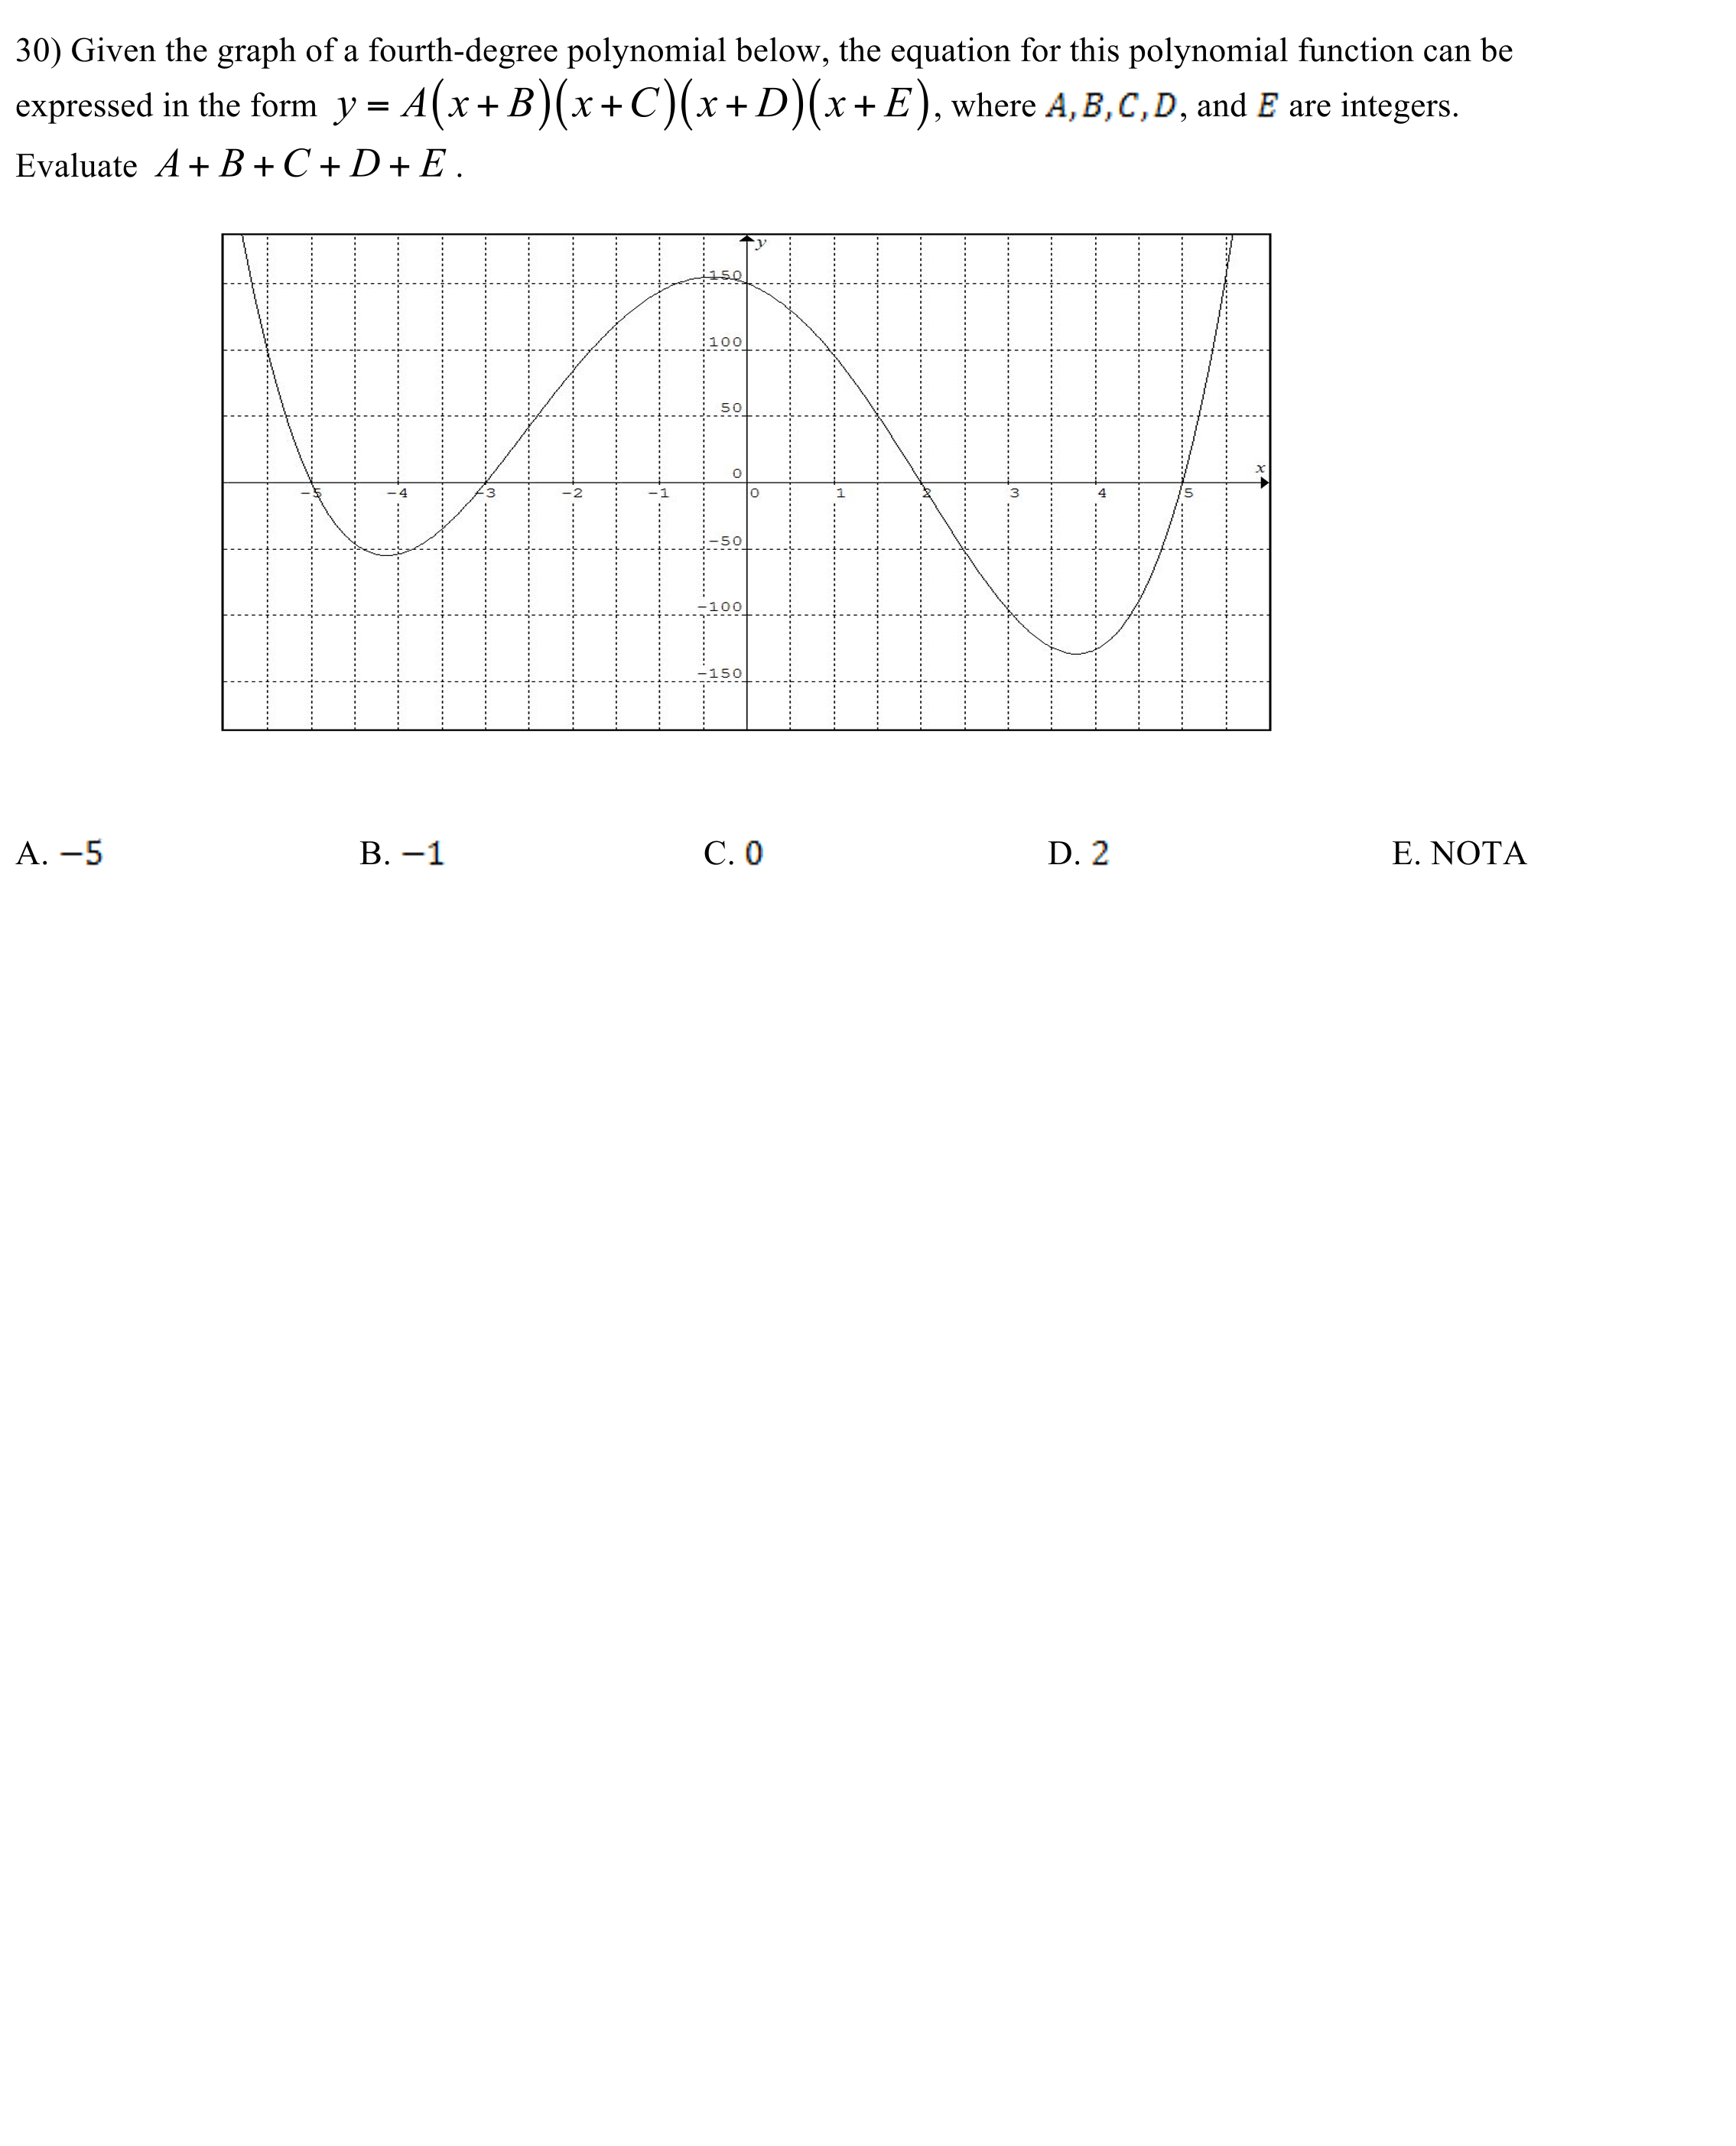 30) Given the graph of a fourth-degree polynomial below, the equation for this polynomial function can be
expressed in the form y = A(x + B)(x + C)(x + D)(x + E), where A, B, C, D, and E are integers.
Evaluate A + B + C + D + E .
y
150
100
50
0
x
−5 −4 −3 −2 −1 0 1 2 3 4 5
−50
−100
−150
A. −5 B. −1 C. 0 D. 2 E. NOTA